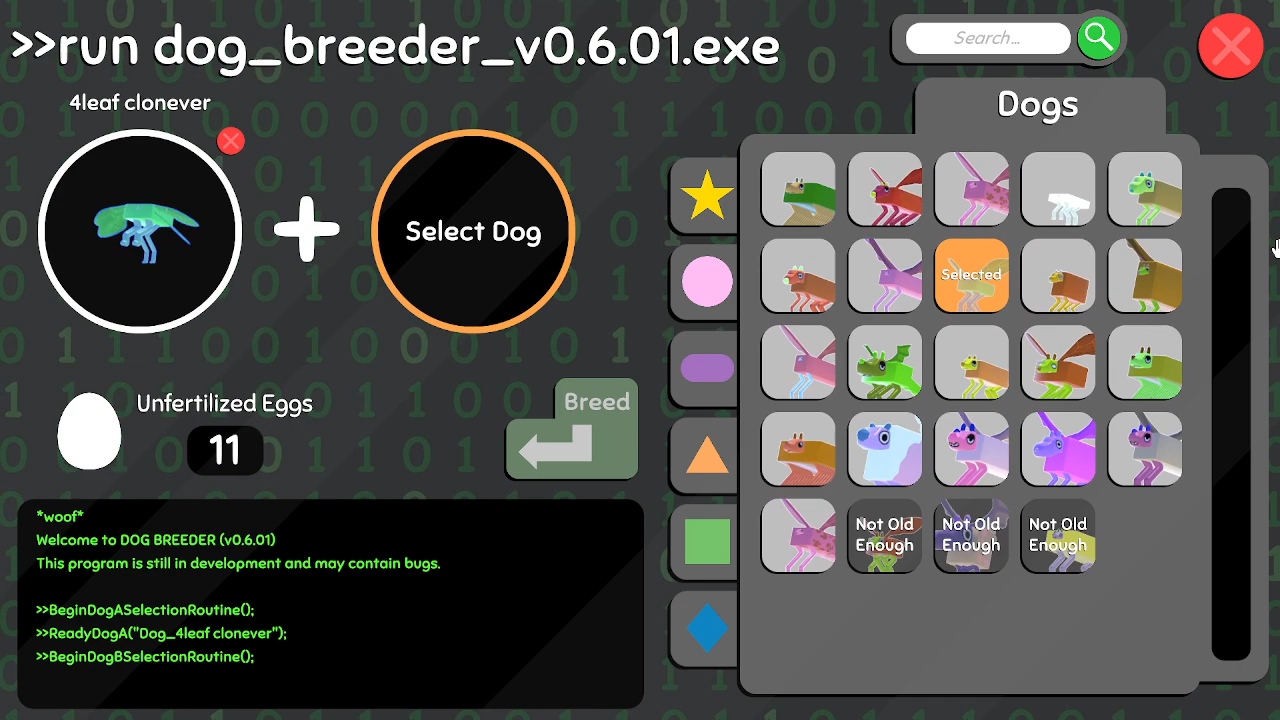 >>run dog_breeder_v0.6.01.exe
Search...
4leaf clonever
Dogs
Select Dog
Selected
Unfertilized Eggs
11
Breed
Not Old
Enough
Not Old
Enough
Not Old
Enough
*woof*
Welcome to DOG BREEDER (v0.6.01)
This program is still in development and may contain bugs.
>>BeginDogASelectionRoutine();
>>ReadyDogA("Dog_4leaf clonever");
>>BeginDogBSelectionRoutine();